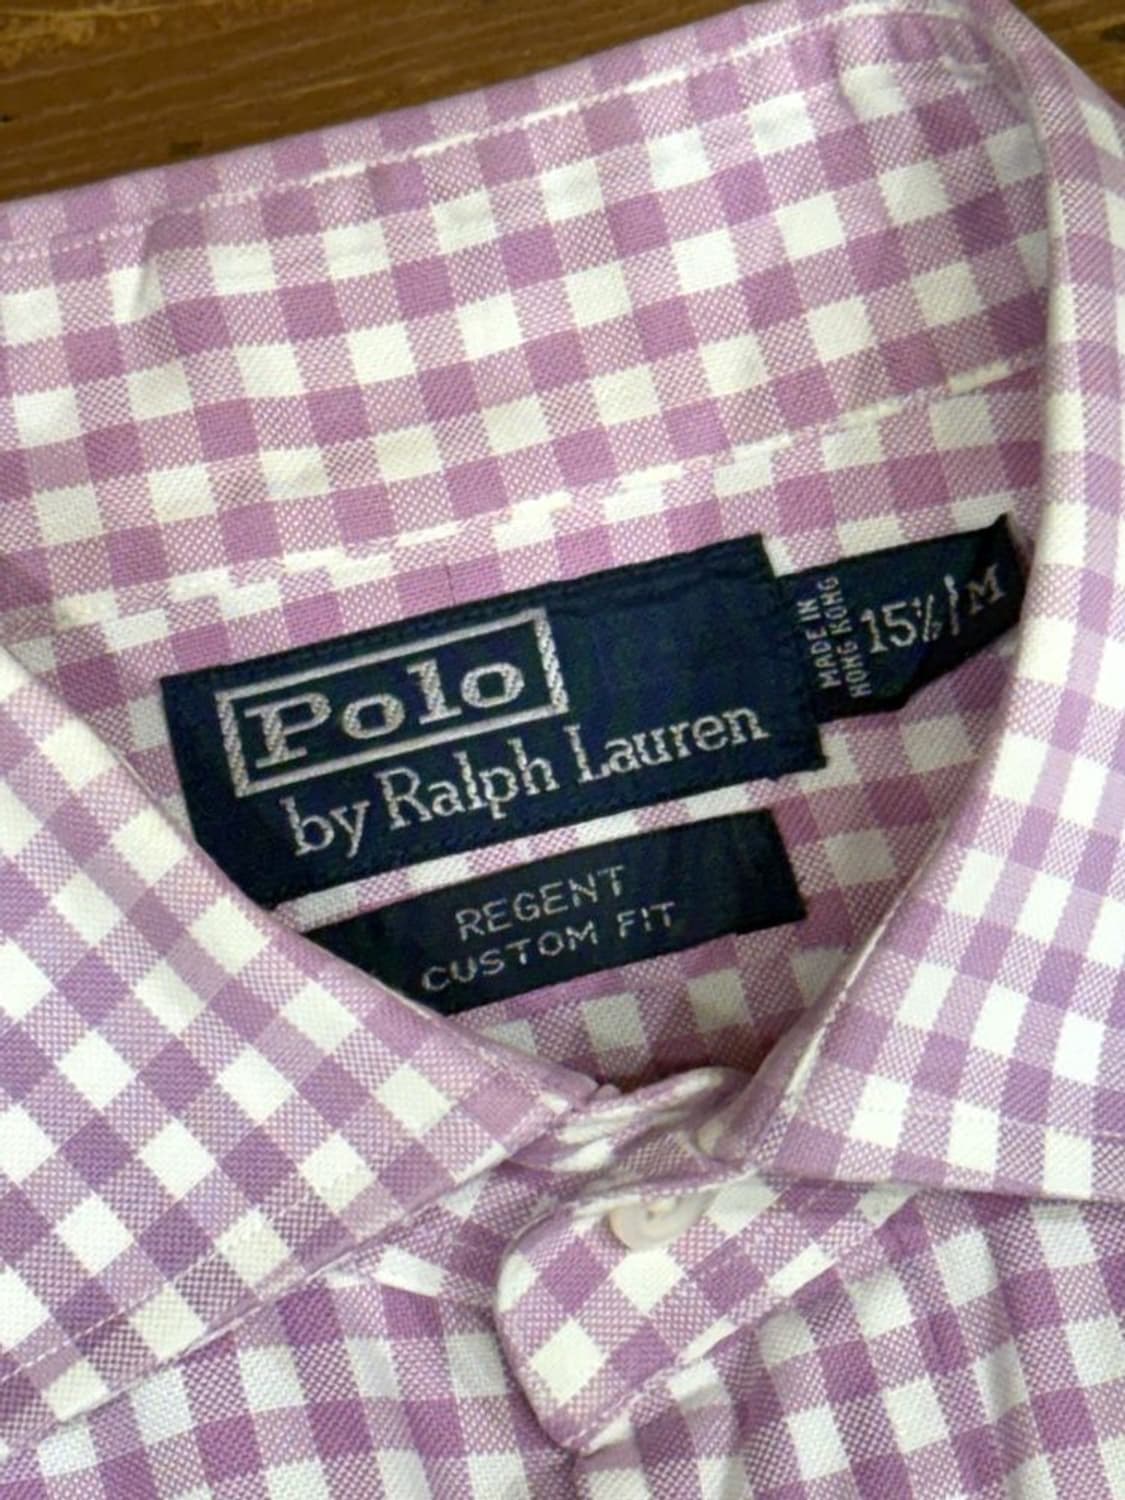 Polo
by Ralph Lauren
MADE IN
HONG KONG
15½/M
REGENT
CUSTOM FIT